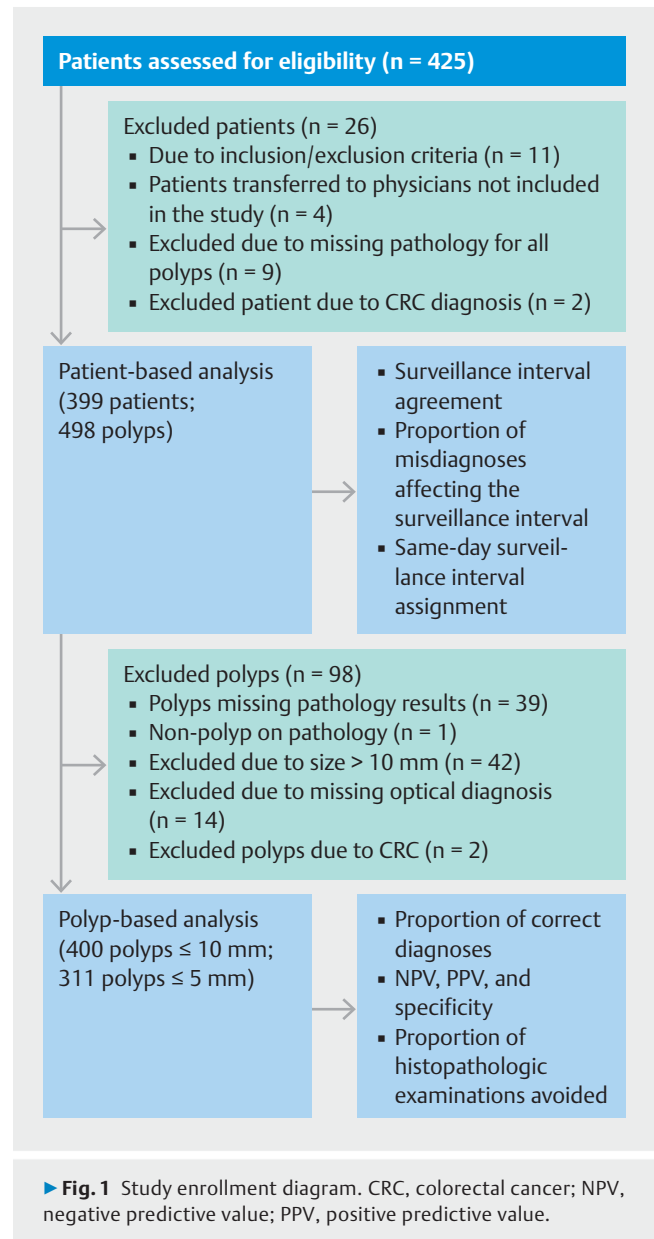 Patients assessed for eligibility (n = 425)
Excluded patients (n = 26)
▪ Due to inclusion/exclusion criteria (n = 11)
▪ Patients transferred to physicians not included
in the study (n = 4)
▪ Excluded due to missing pathology for all
polyps (n = 9)
▪ Excluded patient due to CRC diagnosis (n = 2)
Patient-based analysis
(399 patients;
498 polyps)
▪ Surveillance interval
agreement
▪ Proportion of
misdiagnoses
affecting the
surveillance interval
▪ Same-day surveil-
lance interval
assignment
Excluded polyps (n = 98)
▪ Polyps missing pathology results (n = 39)
▪ Non-polyp on pathology (n = 1)
▪ Excluded due to size > 10 mm (n = 42)
▪ Excluded due to missing optical diagnosis
(n = 14)
▪ Excluded polyps due to CRC (n = 2)
Polyp-based analysis
(400 polyps ≤ 10 mm;
311 polyps ≤ 5 mm)
▪ Proportion of correct
diagnoses
▪ NPV, PPV, and
specificity
▪ Proportion of
histopathologic
examinations avoided
▶ Fig. 1 Study enrollment diagram. CRC, colorectal cancer; NPV,
negative predictive value; PPV, positive predictive value.